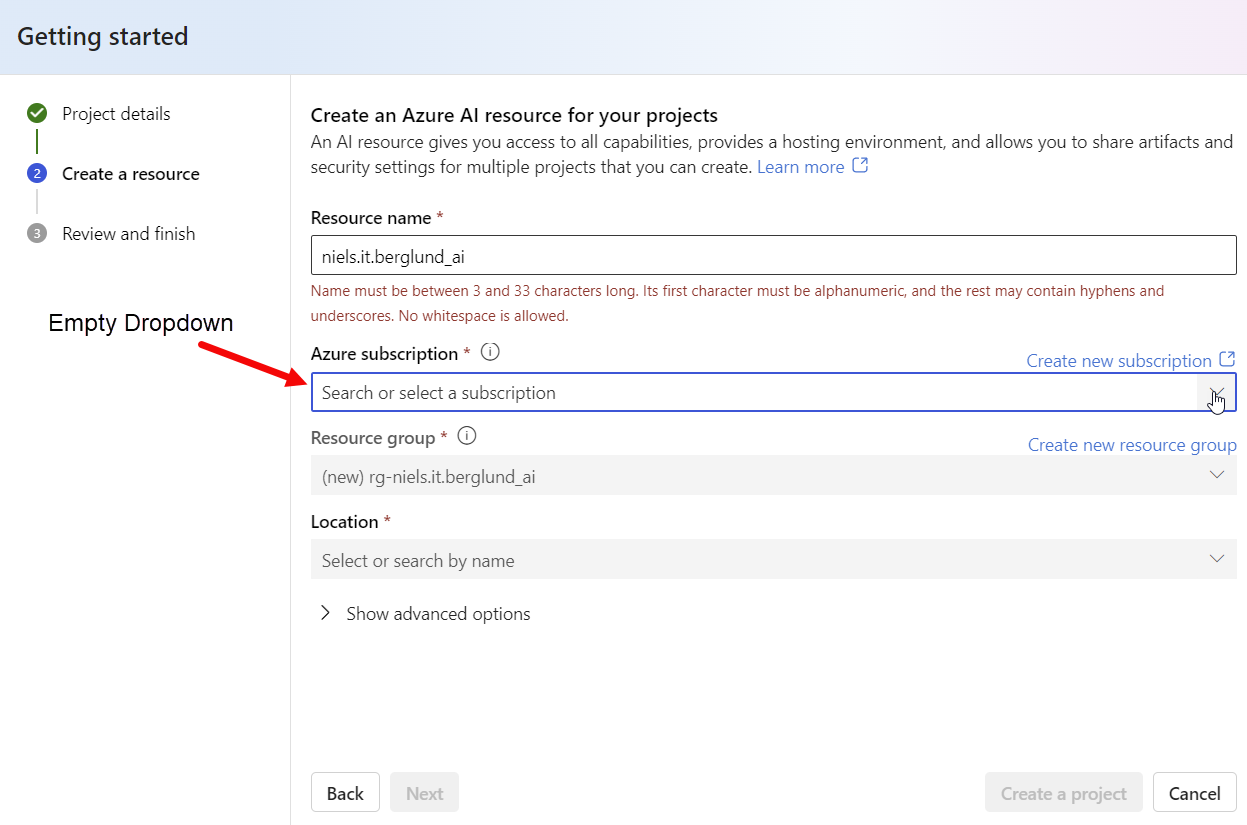 Getting started
Project details
2
Create a resource
3
Review and finish
Empty Dropdown
Create an Azure AI resource for your projects
An AI resource gives you access to all capabilities, provides a hosting environment, and allows you to share artifacts and
security settings for multiple projects that you can create. Learn more
Resource name *
niels.it.berglund_ai
Name must be between 3 and 33 characters long. Its first character must be alphanumeric, and the rest may contain hyphens and
underscores. No whitespace is allowed.
Azure subscription *
Create new subscription
Search or select a subscription
Resource group *
Create new resource group
(new) rg-niels.it.berglund_ai
Location *
Select or search by name
Show advanced options
Back
Next
Create a project
Cancel